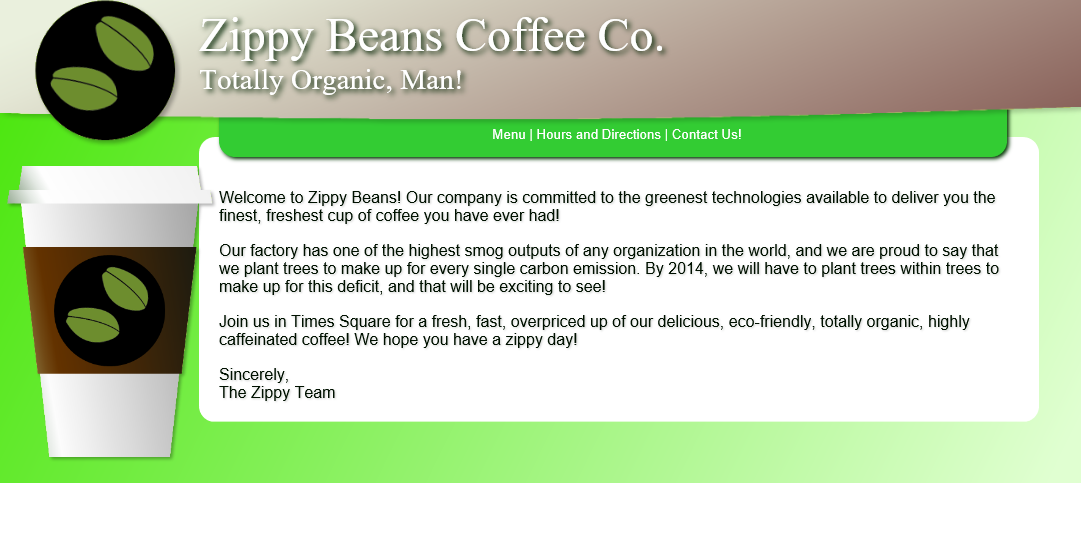 Zippy Beans Coffee Co.
Totally Organic, Man!
Menu | Hours and Directions | Contact Us!
Welcome to Zippy Beans! Our company is committed to the greenest technologies available to deliver you the
finest, freshest cup of coffee you have ever had!
Our factory has one of the highest smog outputs of any organization in the world, and we are proud to say that
we plant trees to make up for every single carbon emission. By 2014, we will have to plant trees within trees to
make up for this deficit, and that will be exciting to see!
Join us in Times Square for a fresh, fast, overpriced up of our delicious, eco-friendly, totally organic, highly
caffeinated coffee! We hope you have a zippy day!
Sincerely,
The Zippy Team